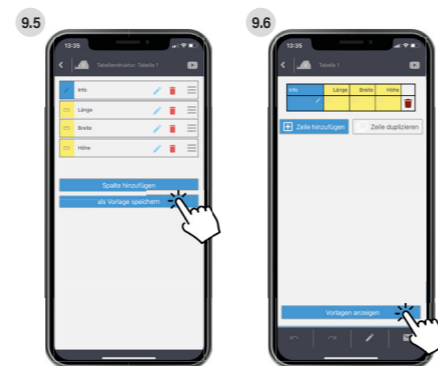 9.5
13:35
Tabellenstruktur: Tabelle 1
Info
Länge
Breite
Höhe
Spalte hinzufügen
als Vorlage speichern
9.6
13:35
Tabelle 1
Info Länge Breite Höhe
Zeile hinzufügen Zeile duplizieren
Vorlagen anzeigen